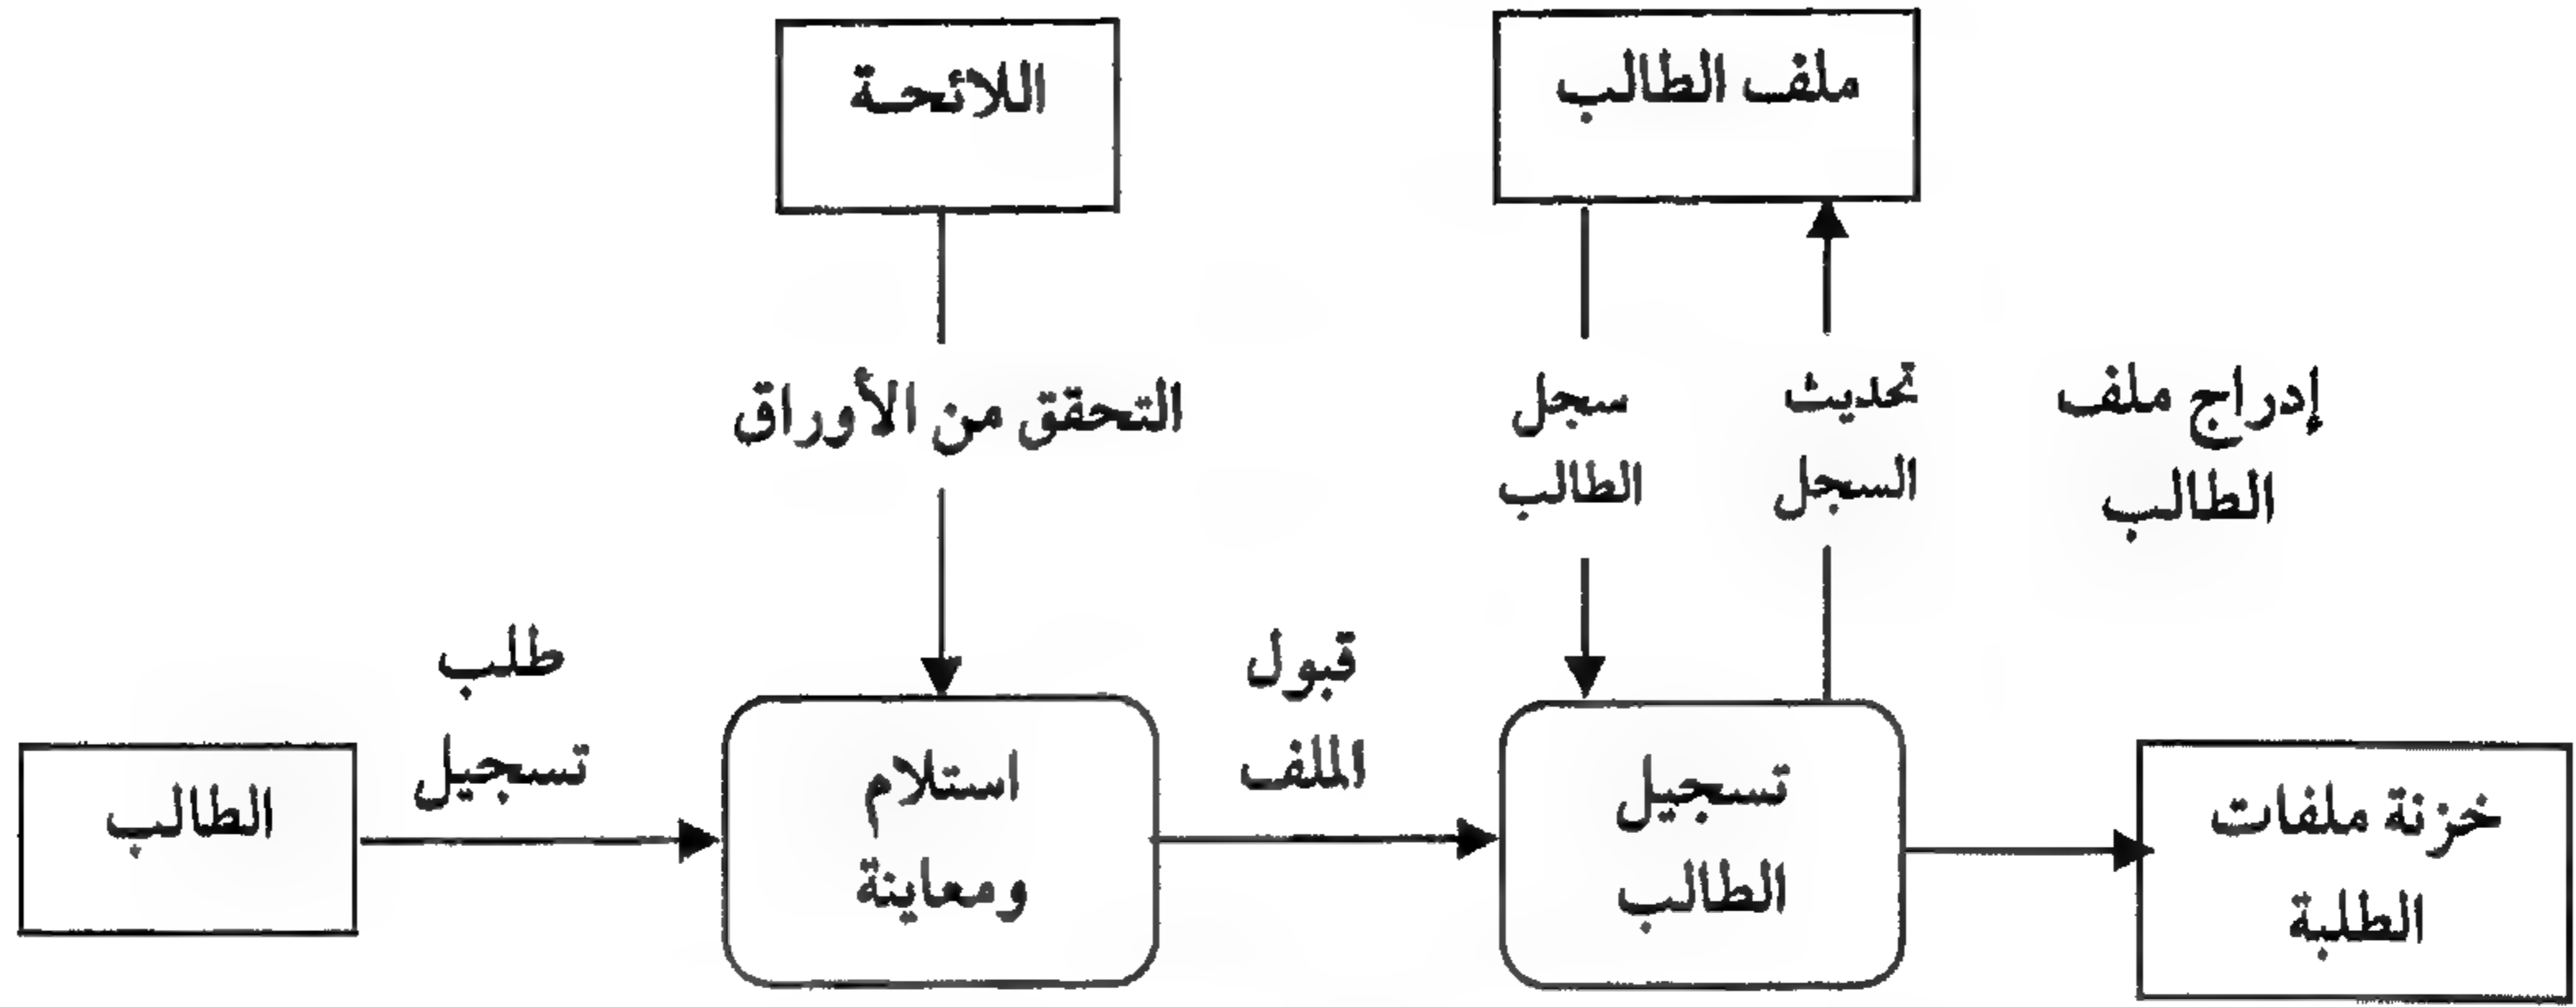 اللائحة
ملف الطالب
التحقق من الأوراق
سجل
الطالب
تحديث
السجل
إدراج ملف
الطالب
طلب
تسجيل
قبول
الملف
الطالب
استلام
ومعاينة
تسجيل
الطالب
خزنة ملفات
الطلبة